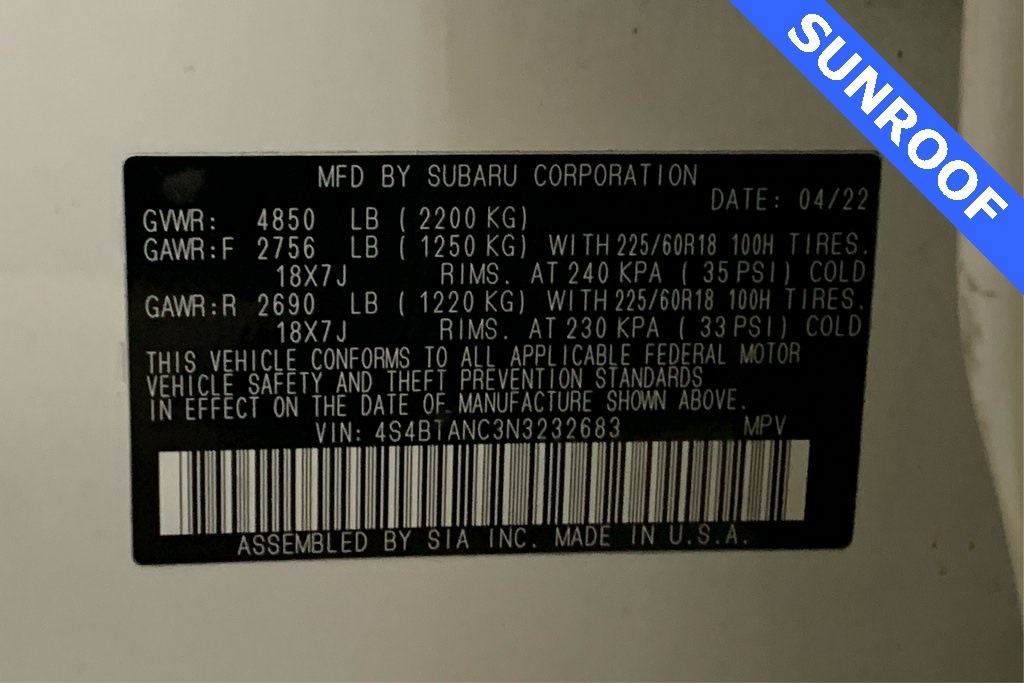 SUNROOF
MFD BY SUBARU CORPORATION
DATE: 04/22
GVWR: 4850 LB ( 2200 KG)
GAWR:F 2756 LB ( 1250 KG) WITH 225/60R18 100H TIRES.
18X7J RIMS. AT 240 KPA ( 35 PSI) COLD
GAWR:R 2690 LB ( 1220 KG) WITH 225/60R18 100H TIRES.
18X7J RIMS. AT 230 KPA ( 33 PSI) COLD
THIS VEHICLE CONFORMS TO ALL APPLICABLE FEDERAL MOTOR
VEHICLE SAFETY AND THEFT PREVENTION STANDARDS
IN EFFECT ON THE DATE OF MANUFACTURE SHOWN ABOVE.
VIN: 4S4BTANC3N3232683 MPV
ASSEMBLED BY SIA INC. MADE IN U.S.A.